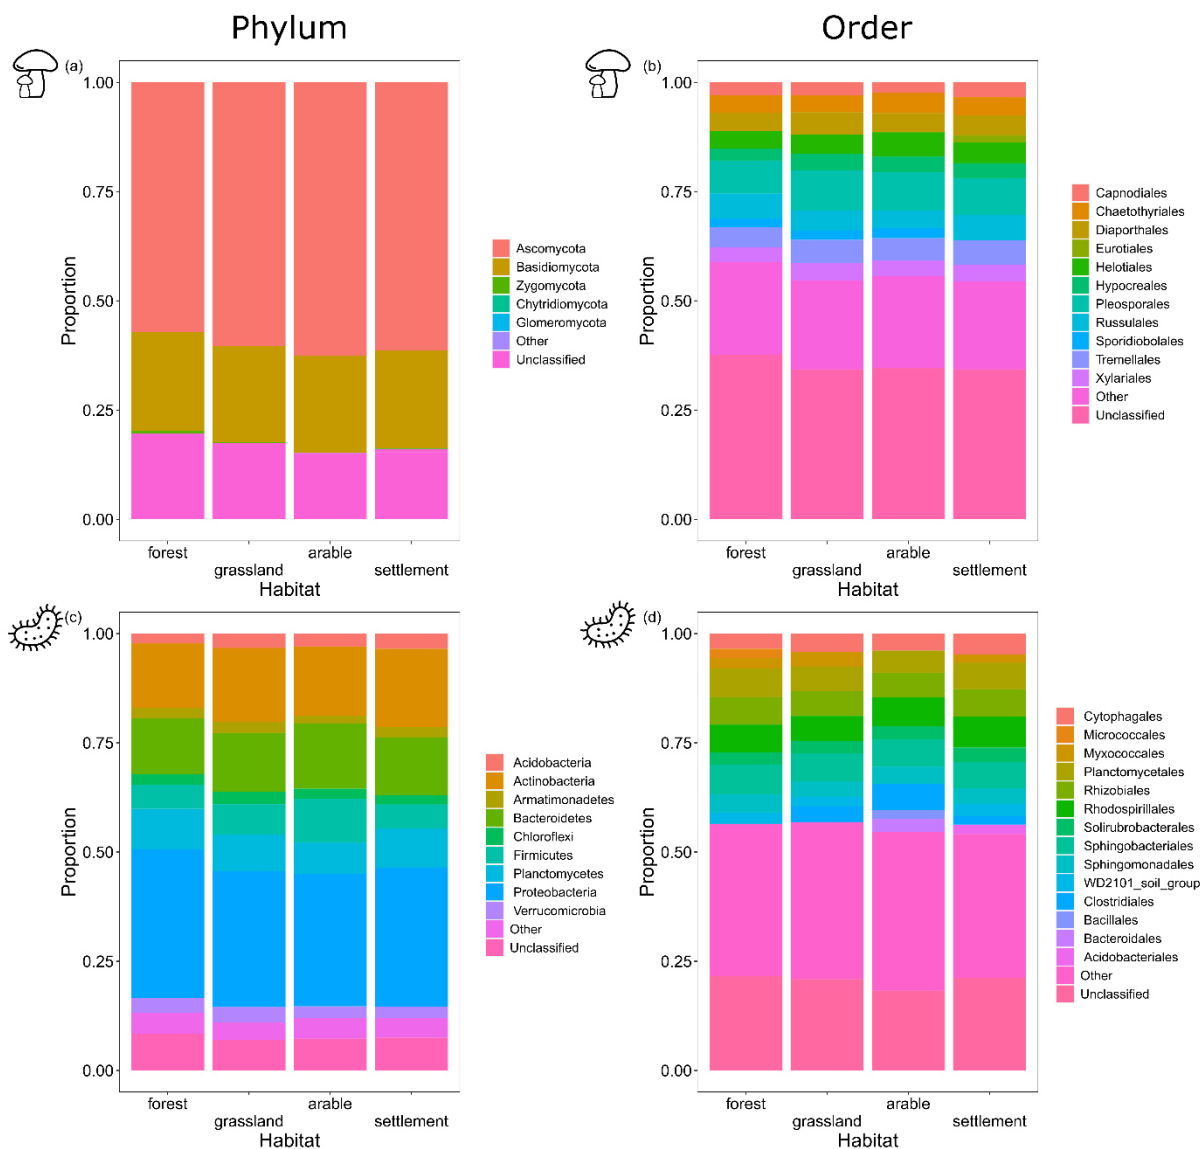 Phylum
Order
(a)
1.00
0.75
0.50
0.25
0.00
Proportion
forest
grassland
arable
settlement
Habitat
Ascomycota
Basidiomycota
Zygomycota
Chytridiomycota
Glomeromycota
Other
Unclassified
(b)
1.00
0.75
0.50
0.25
0.00
Proportion
forest
grassland
arable
settlement
Habitat
Capnodiales
Chaetothyriales
Diaporthales
Eurotiales
Helotiales
Hypocreales
Pleosporales
Russulales
Sporidiobolales
Tremellales
Xylariales
Other
Unclassified
(c)
1.00
0.75
0.50
0.25
0.00
Proportion
forest
grassland
arable
settlement
Habitat
Acidobacteria
Actinobacteria
Armatimonadetes
Bacteroidetes
Chloroflexi
Firmicutes
Planctomycetes
Proteobacteria
Verrucomicrobia
Other
Unclassified
(d)
1.00
0.75
0.50
0.25
0.00
Proportion
forest
grassland
arable
settlement
Habitat
Cytophagales
Micrococcales
Myxococcales
Planctomycetales
Rhizobiales
Rhodospirillales
Solirubrobacterales
Sphingobacteriales
Sphingomonadales
WD2101_soil_group
Clostridiales
Bacillales
Bacteroidales
Acidobacteriales
Other
Unclassified